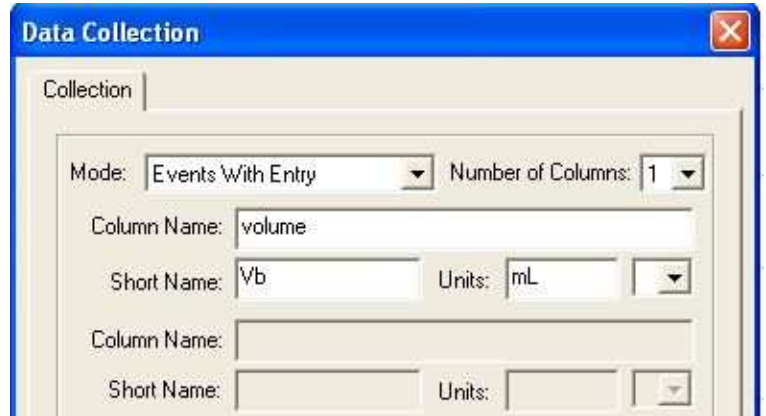 Data Collection
Collection
Mode: Events With Entry Number of Columns: 1
Column Name: volume
Short Name: Vb Units: mL
Column Name:
Short Name: Units: